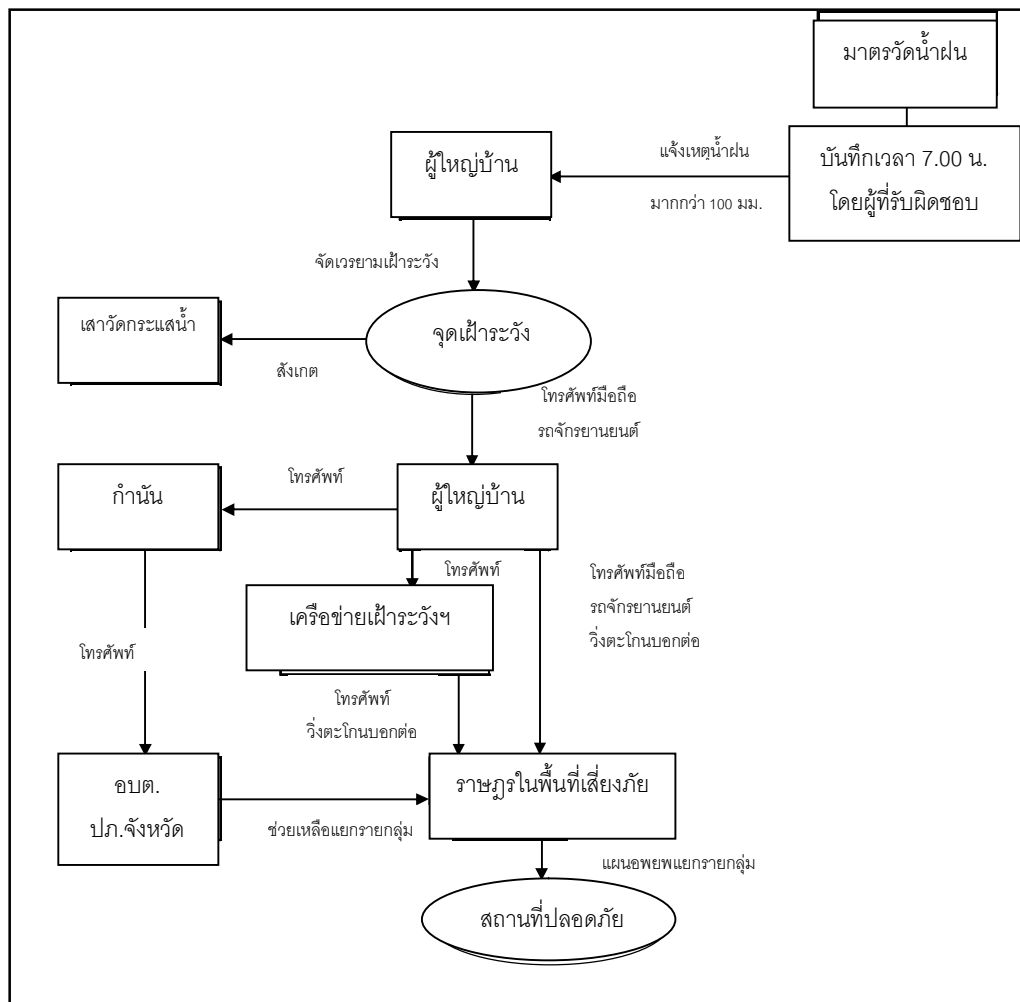 มาตรวัดน้ำฝน
บันทึกเวลา 7.00 น.
โดยผู้ที่รับผิดชอบ
แจ้งเหตุน้ำฝน
มากกว่า 100 มม.
ผู้ใหญ่บ้าน
จัดเวรยามเฝ้าระวัง
จุดเฝ้าระวัง
สังเกต
เสาวัดกระแสน้ำ
โทรศัพท์มือถือ
รถจักรยานยนต์
ผู้ใหญ่บ้าน
โทรศัพท์
กำนัน
โทรศัพท์
เครือข่ายเฝ้าระวังฯ
โทรศัพท์มือถือ
รถจักรยานยนต์
วิ่งตะโกนบอกต่อ
โทรศัพท์
โทรศัพท์
วิ่งตะโกนบอกต่อ
อบต.
ปภ.จังหวัด
ช่วยเหลือแยกรายกลุ่ม
ราษฎรในพื้นที่เสี่ยงภัย
แผนอพยพแยกรายกลุ่ม
สถานที่ปลอดภัย